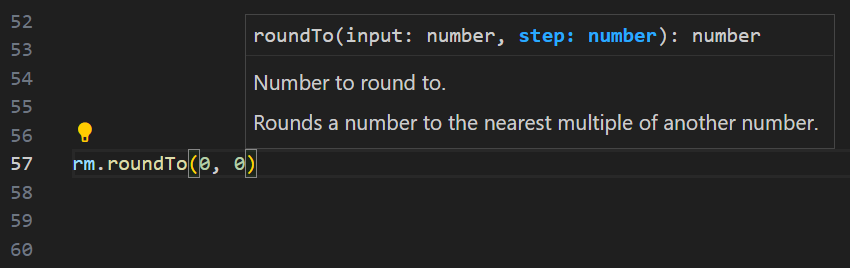 52
roundTo(input: number, step: number): number
53
54
Number to round to.
55
Rounds a number to the nearest multiple of another number.
56
57 rm.roundTo(0, 0)
58
59
60